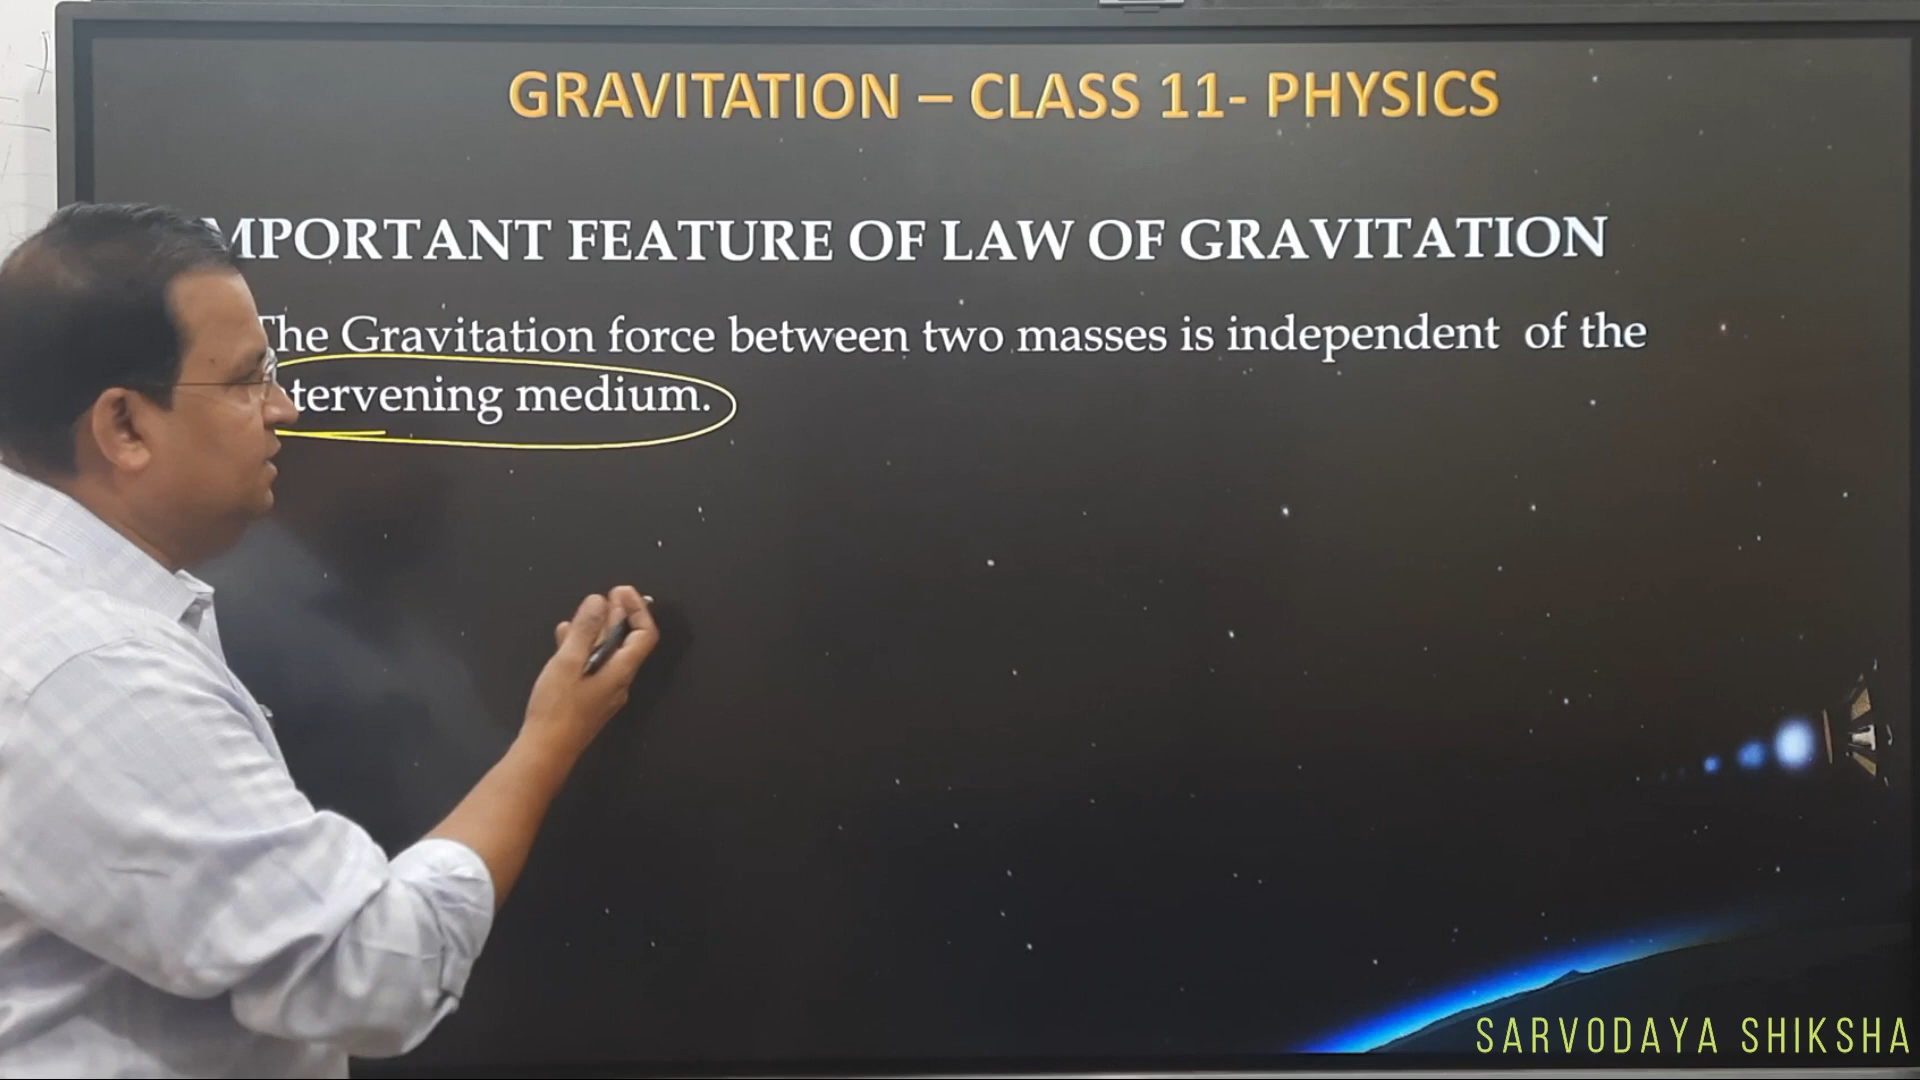 GRAVITATION – CLASS 11- PHYSICS
MPORTANT FEATURE OF LAW OF GRAVITATION
The Gravitation force between two masses is independent of the
tervening medium.
SARVODAYA SHIKSHA